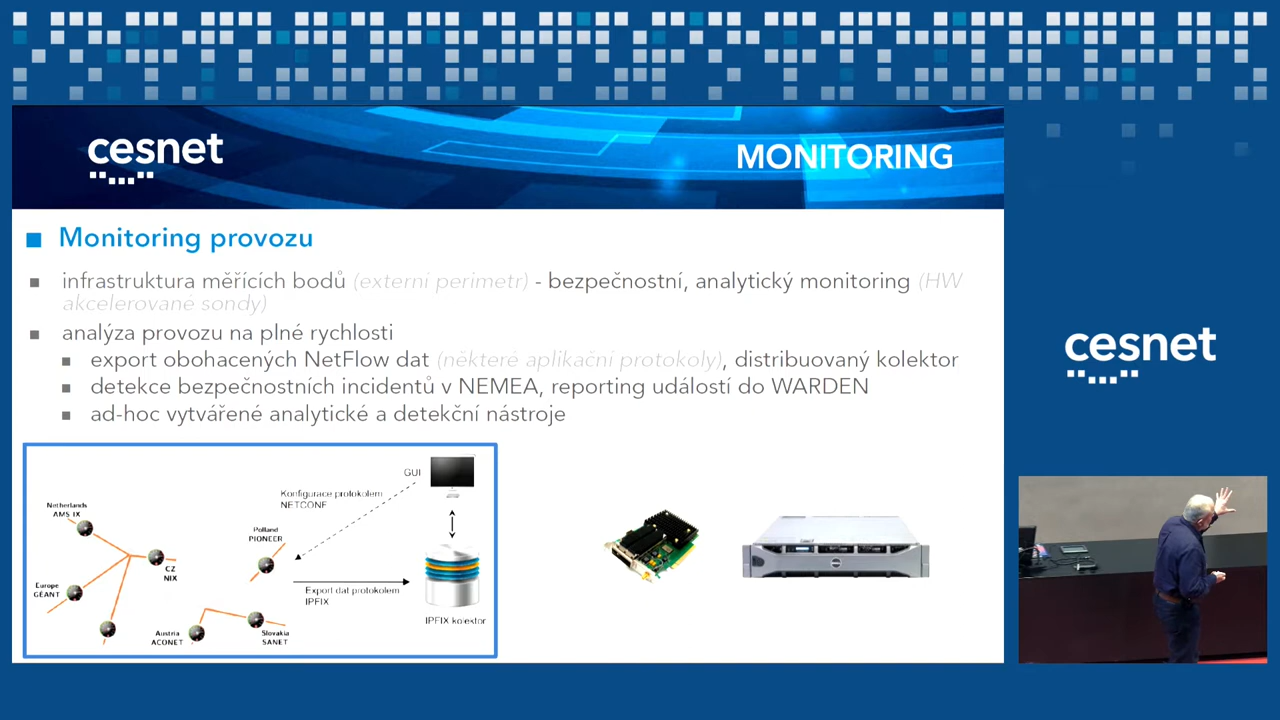 cesnet
MONITORING
Monitoring provozu
infrastruktura měřících bodů (externí perimetr) - bezpečnostní, analytický monitoring (HW
akcelerované sondy)
analýza provozu na plné rychlosti
export obohacených NetFlow dat (některé aplikační protokoly), distribuovaný kolektor
detekce bezpečnostních incidentů v NEMEA, reporting událostí do WARDEN
ad-hoc vytvářené analytické a detekční nástroje
cesnet
GUI
Konfigurace protokolem
NETCONF
Netherlands
AMS IX
Polland
PIONEER
CZ
NIX
Europe
GÉANT
Export dat protokolem
IPFIX
IPFIX kolektor
Austria
ACONET
Slovakia
SANET